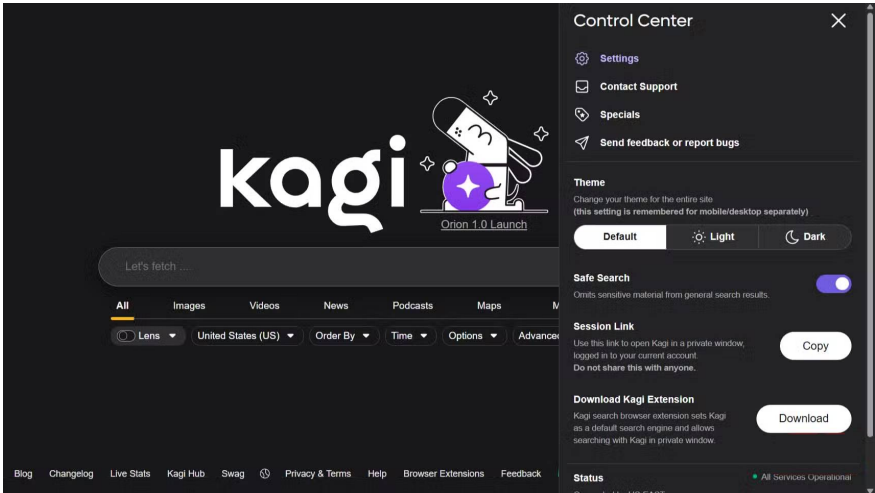 Control Center
Settings
Contact Support
Specials
Send feedback or report bugs
Theme
Change your theme for the entire site
(this setting is remembered for mobile/desktop separately)
Default Light Dark
Safe Search
Omits sensitive material from general search results.
Session Link
Use this link to open Kagi in a private window,
logged in to your current account.
Do not share this with anyone.
Copy
Download Kagi Extension
Kagi search browser extension sets Kagi
as a default search engine and allows
searching with Kagi in private window.
Download
Status
All Services Operational
kagi
Orion 1.0 Launch
Let's fetch ...
All Images Videos News Podcasts Maps M
Lens United States (US) Order By Time Options Advanced
Blog Changelog Live Stats Kagi Hub Swag Privacy & Terms Help Browser Extensions Feedback